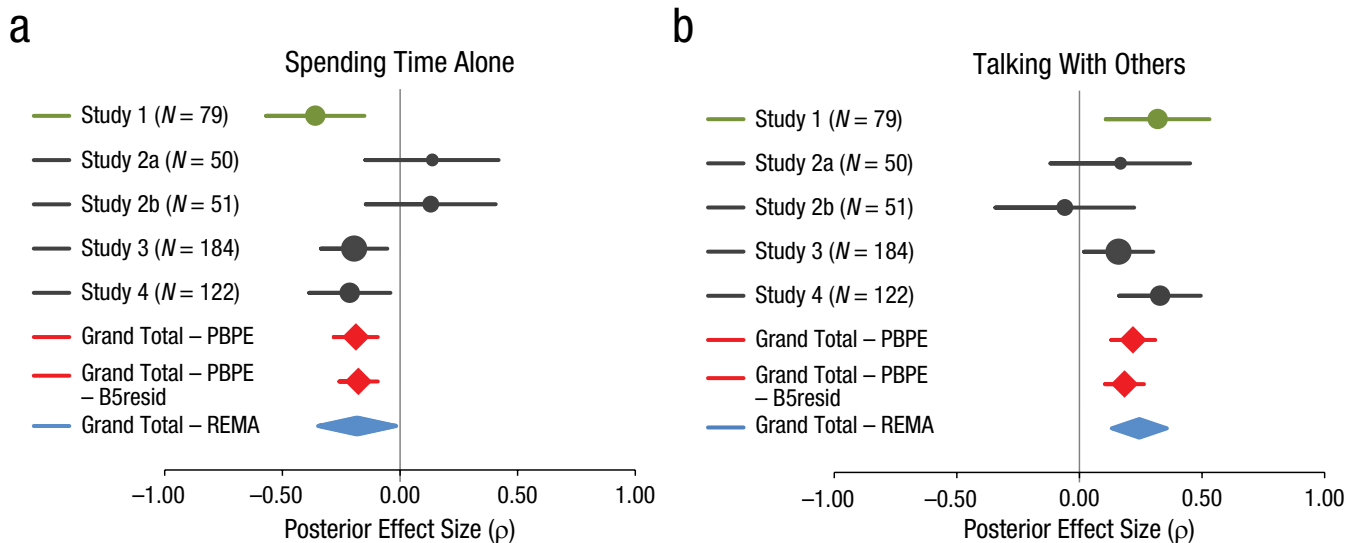 a
Spending Time Alone
Study 1 (N = 79)
Study 2a (N = 50)
Study 2b (N = 51)
Study 3 (N = 184)
Study 4 (N = 122)
Grand Total – PBPE
Grand Total – PBPE
– B5resid
Grand Total – REMA
–1.00 –0.50 0.00 0.50 1.00
Posterior Effect Size (ρ)
b
Talking With Others
Study 1 (N = 79)
Study 2a (N = 50)
Study 2b (N = 51)
Study 3 (N = 184)
Study 4 (N = 122)
Grand Total – PBPE
Grand Total – PBPE
– B5resid
Grand Total – REMA
–1.00 –0.50 0.00 0.50 1.00
Posterior Effect Size (ρ)